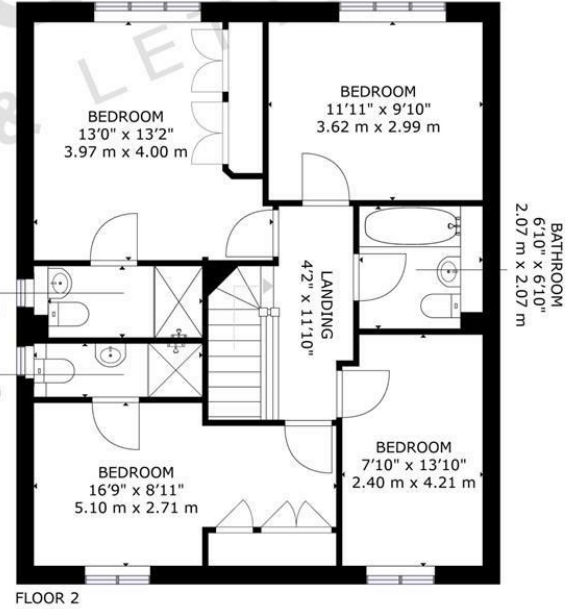 & LET
BEDROOM
13'0" x 13'2"
3.97 m x 4.00 m
BEDROOM
11'11" x 9'10"
3.62 m x 2.99 m
BATHROOM
6'10" x 6'10"
2.07 m x 2.07 m
LANDING
4'2" x 11'10"
BEDROOM
7'10" x 13'10"
2.40 m x 4.21 m
BEDROOM
16'9" x 8'11"
5.10 m x 2.71 m
FLOOR 2